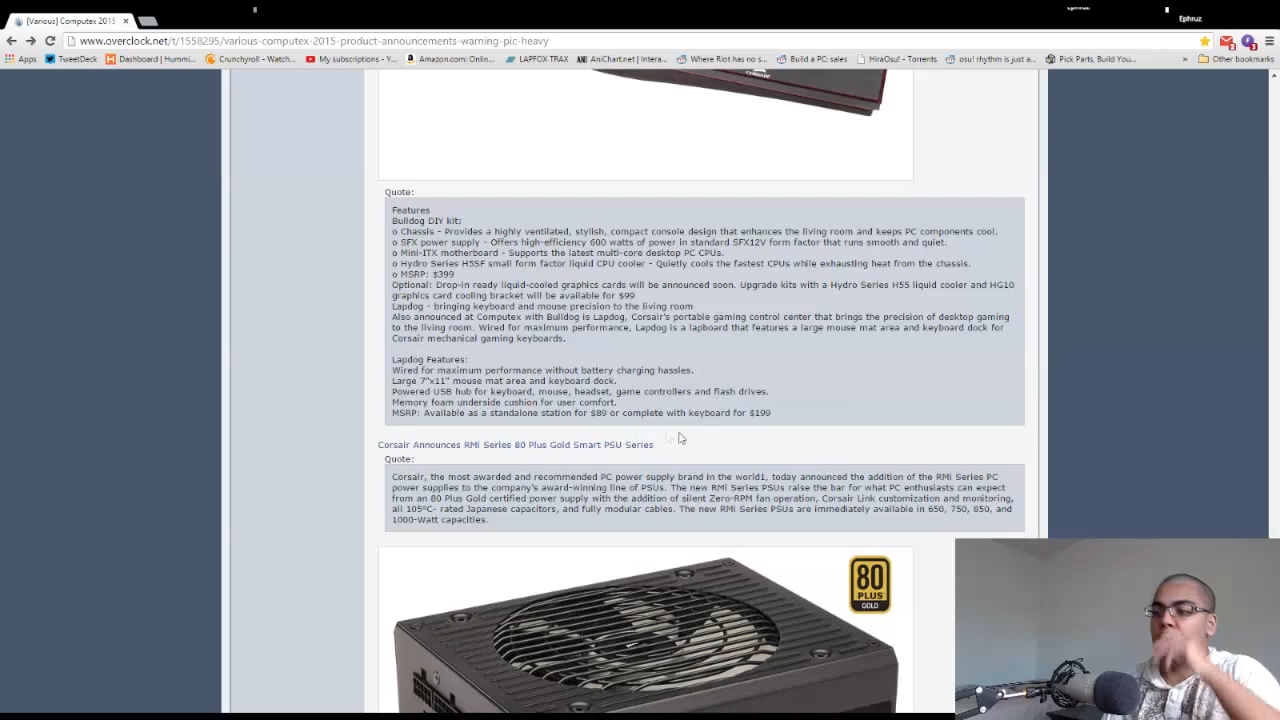 Ephruz
Ephruz
[Various] Computex 2015
www.overclock.net/t/1558295/various-computex-2015-product-announcements-warning-pic-heavy
Apps TweetDeck Dashboard | Hummi... Crunchyroll - Watch... My subscriptions - Y... Amazon.com: Onlin... LAPFOX TRAX AniChart.net | Intera... Where Riot has no s... Build a PC: sales HiraOsu! - Torrents osu! rhythm is just a... Pick Parts, Build You... » Other bookmarks
CORSAIR
Quote:
Features
Bulldog DIY kit:
o Chassis - Provides a highly ventilated, stylish, compact console design that enhances the living room and keeps PC components cool.
o SFX power supply - Offers high-efficiency 600 watts of power in standard SFX12V form factor that runs smooth and quiet.
o Mini-ITX motherboard - Supports the latest multi-core desktop PC CPUs.
o Hydro Series H5SF small form factor liquid CPU cooler - Quietly cools the fastest CPUs while exhausting heat from the chassis.
o MSRP: $399
Optional: Drop-in ready liquid-cooled graphics cards will be announced soon. Upgrade kits with a Hydro Series H55 liquid cooler and HG10
graphics card cooling bracket will be available for $99
Lapdog - bringing keyboard and mouse precision to the living room
Also announced at Computex with Bulldog is Lapdog, Corsair's portable gaming control center that brings the precision of desktop gaming
to the living room. Wired for maximum performance, Lapdog is a lapboard that features a large mouse mat area and keyboard dock for
Corsair mechanical gaming keyboards.
Lapdog Features:
Wired for maximum performance without battery charging hassles.
Large 7"x11" mouse mat area and keyboard dock.
Powered USB hub for keyboard, mouse, headset, game controllers and flash drives.
Memory foam underside cushion for user comfort.
MSRP: Available as a standalone station for $89 or complete with keyboard for $199
Corsair Announces RMi Series 80 Plus Gold Smart PSU Series
Quote:
Corsair, the most awarded and recommended PC power supply brand in the world1, today announced the addition of the RMi Series PC
power supplies to the company's award-winning line of PSUs. The new RMi Series PSUs raise the bar for what PC enthusiasts can expect
from an 80 Plus Gold certified power supply with the addition of silent Zero-RPM fan operation, Corsair Link customization and monitoring,
all 105°C- rated Japanese capacitors, and fully modular cables. The new RMi Series PSUs are immediately available in 650, 750, 850, and
1000-Watt capacities.
80
PLUS
GOLD